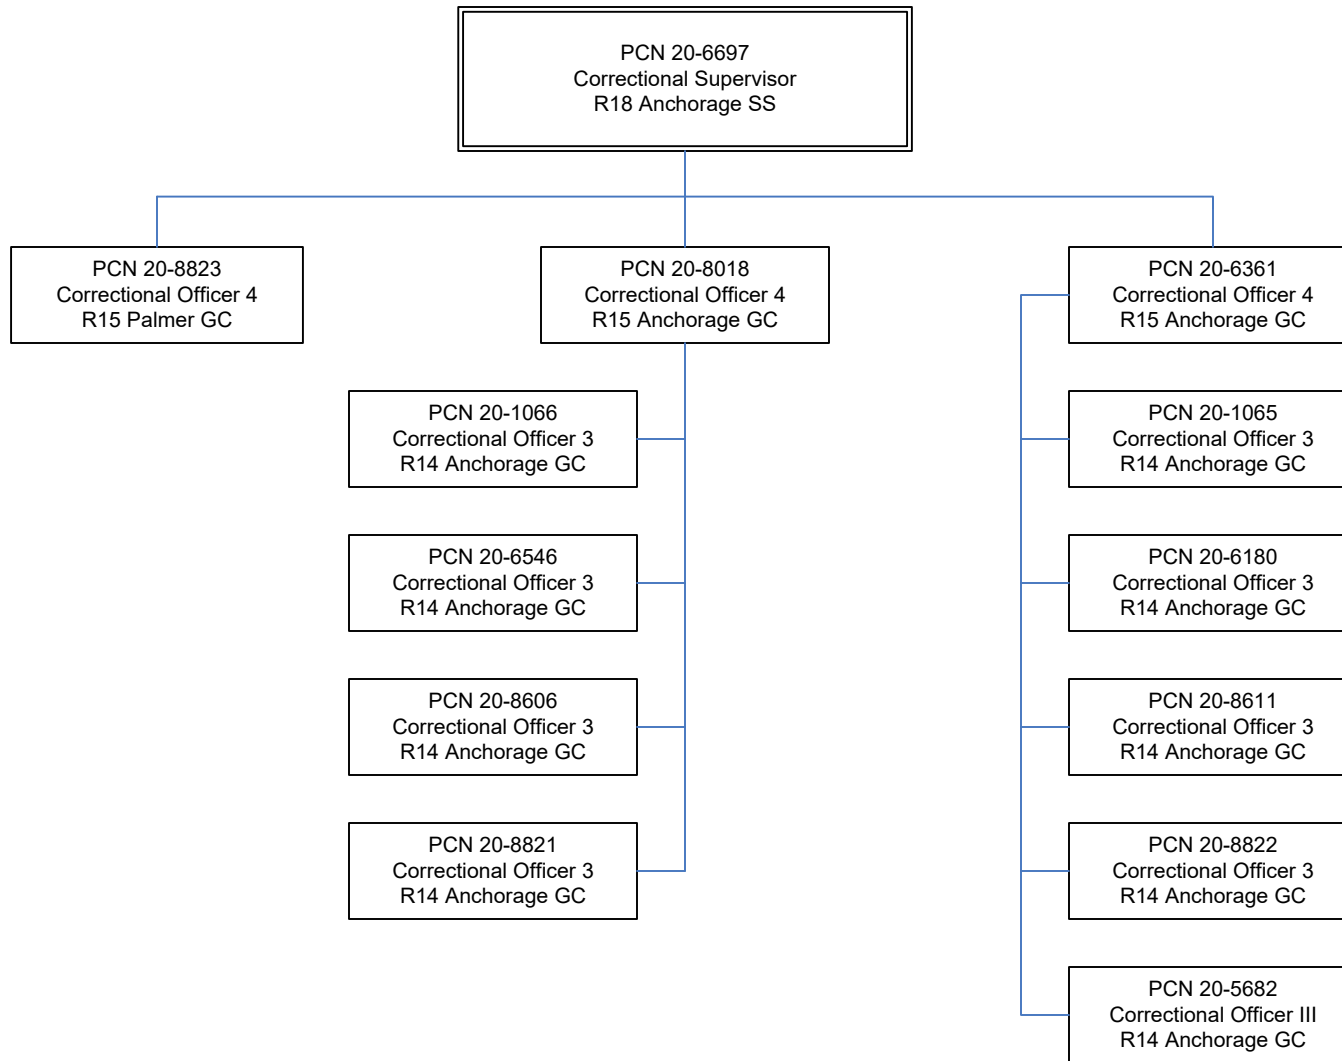 PCN 20-6697
Correctional Supervisor
R18 Anchorage SS
PCN 20-8823
Correctional Officer 4
R15 Palmer GC
PCN 20-8018
Correctional Officer 4
R15 Anchorage GC
PCN 20-6361
Correctional Officer 4
R15 Anchorage GC
PCN 20-1066
Correctional Officer 3
R14 Anchorage GC
PCN 20-6546
Correctional Officer 3
R14 Anchorage GC
PCN 20-8606
Correctional Officer 3
R14 Anchorage GC
PCN 20-8821
Correctional Officer 3
R14 Anchorage GC
PCN 20-1065
Correctional Officer 3
R14 Anchorage GC
PCN 20-6180
Correctional Officer 3
R14 Anchorage GC
PCN 20-8611
Correctional Officer 3
R14 Anchorage GC
PCN 20-8822
Correctional Officer 3
R14 Anchorage GC
PCN 20-5682
Correctional Officer III
R14 Anchorage GC